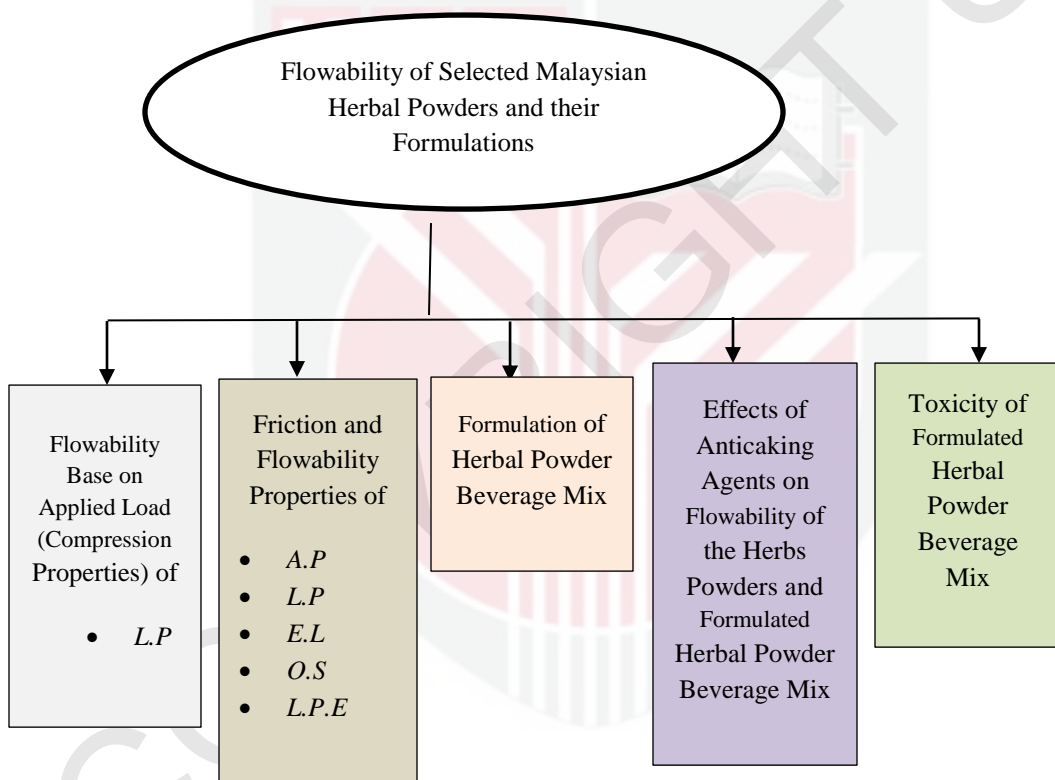 Flowability of Selected Malaysian
Herbal Powders and their
Formulations
Flowability
Base on
Applied Load
(Compression
Properties) of
• L.P
Friction and
Flowability
Properties of
• A.P
• L.P
• E.L
• O.S
• L.P.E
Formulation of
Herbal Powder
Beverage Mix
Effects of
Anticaking
Agents on
Flowability of
the Herbs
Powders and
Formulated
Herbal Powder
Beverage Mix
Toxicity of
Formulated
Herbal
Powder
Beverage
Mix